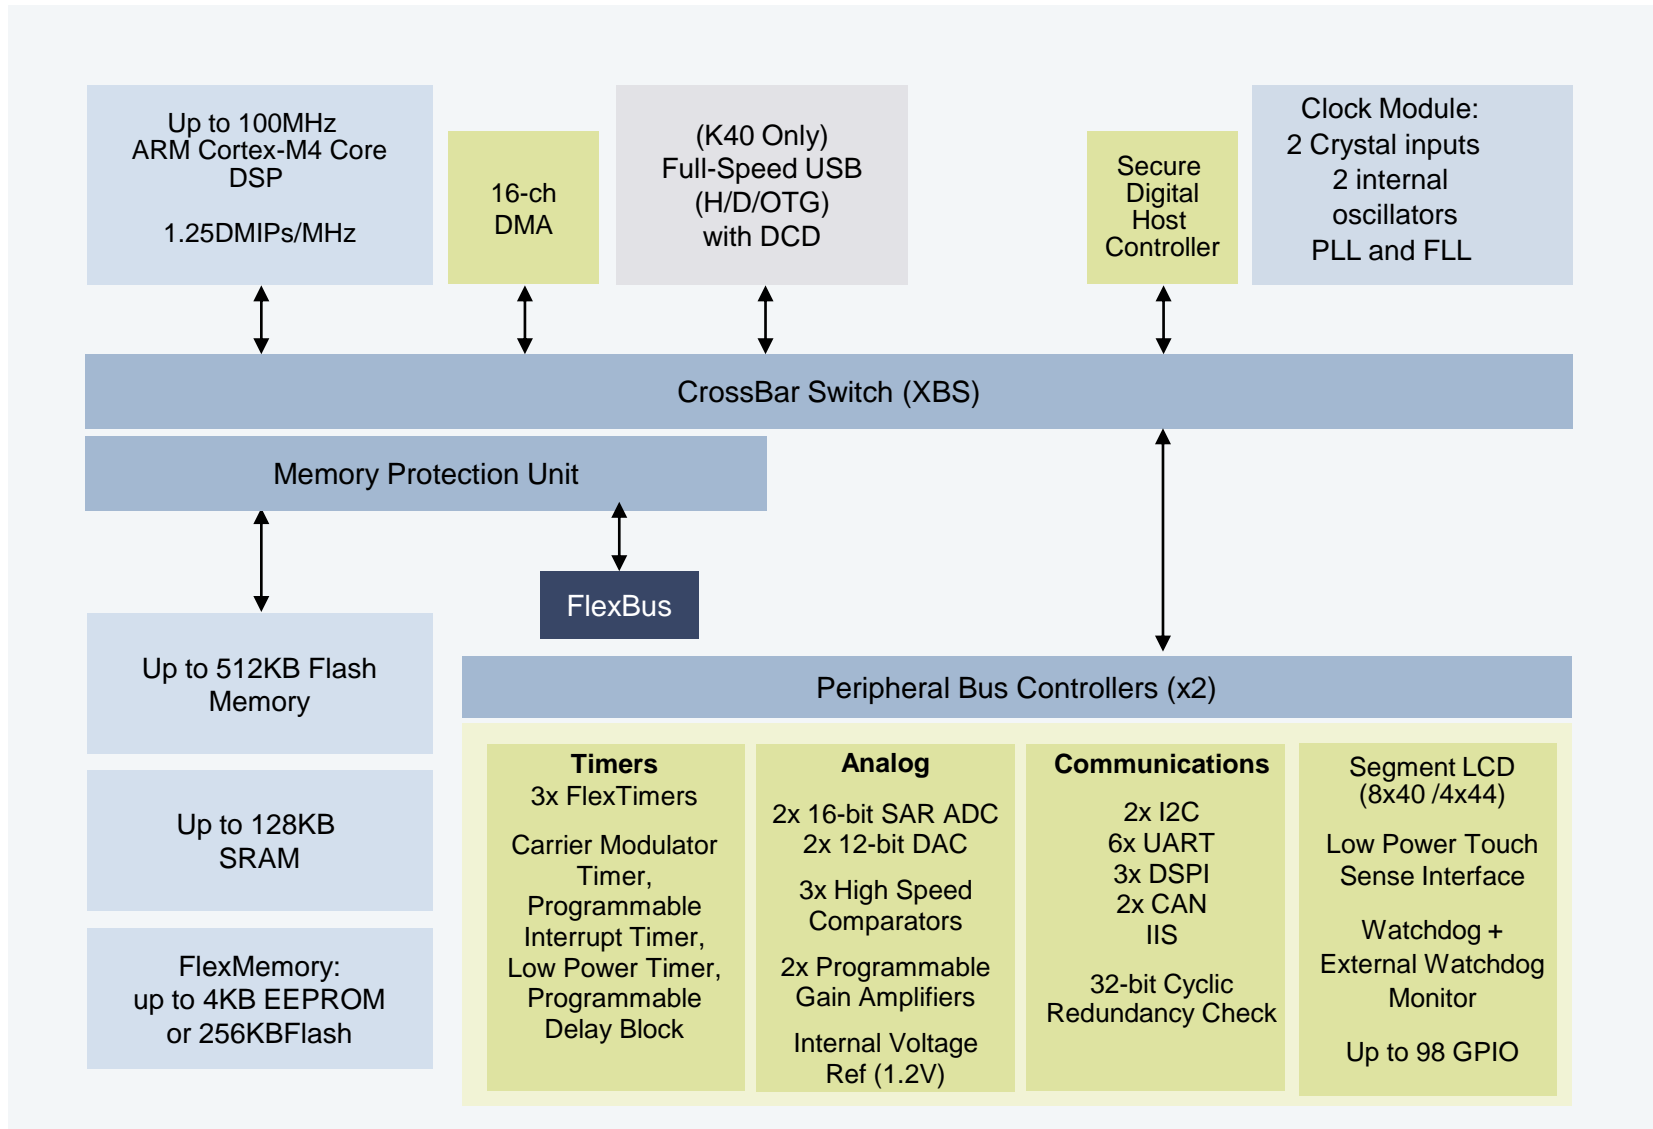 Up to 100MHz
ARM Cortex-M4 Core
DSP
1.25DMIPs/MHz
16-ch
DMA
(K40 Only)
Full-Speed USB
(H/D/OTG)
with DCD
Secure
Digital
Host
Controller
Clock Module:
2 Crystal inputs
2 internal
oscillators
PLL and FLL
CrossBar Switch (XBS)
Memory Protection Unit
FlexBus
Up to 512KB Flash
Memory
Up to 128KB
SRAM
FlexMemory:
up to 4KB EEPROM
or 256KBFlash
Peripheral Bus Controllers (x2)
Timers
3x FlexTimers
Carrier Modulator
Timer,
Programmable
Interrupt Timer,
Low Power Timer,
Programmable
Delay Block
Analog
2x 16-bit SAR ADC
2x 12-bit DAC
3x High Speed
Comparators
2x Programmable
Gain Amplifiers
Internal Voltage
Ref (1.2V)
Communications
2x I2C
6x UART
3x DSPI
2x CAN
IIS
32-bit Cyclic
Redundancy Check
Segment LCD
(8x40 /4x44)
Low Power Touch
Sense Interface
Watchdog +
External Watchdog
Monitor
Up to 98 GPIO